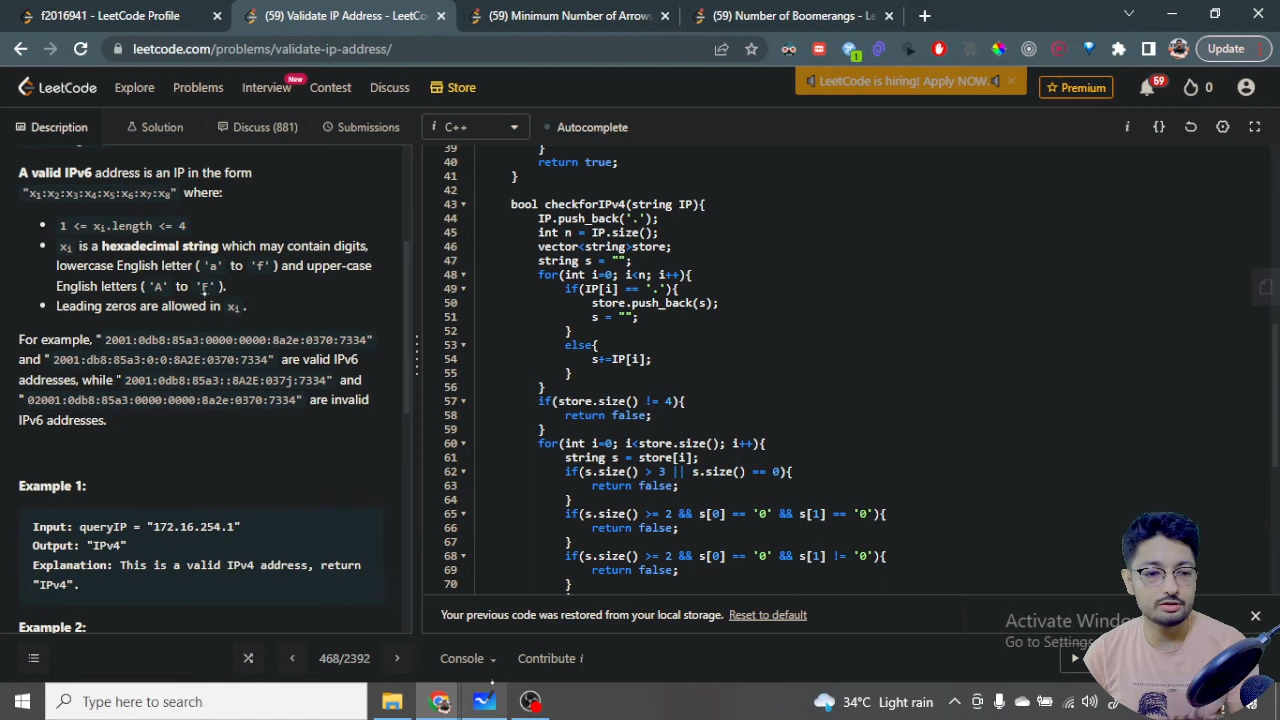 f2016941 - LeetCode Profile
(59) Validate IP Address - LeetCo
(59) Minimum Number of Arrows
(59) Number of Boomerangs - Le
leetcode.com/problems/validate-ip-address/
1
Update
LeetCode
Explore
Problems
Interview
New
Contest
Discuss
Store
LeetCode is hiring! Apply NOW.
Premium
59
0
Description
Solution
Discuss (881)
Submissions
i
C++
Autocomplete
i
{}
A valid IPv6 address is an IP in the form
"x1:x2:x3:x4:x5:x6:x7:x8" where:
1 <= xi.length <= 4
xi is a hexadecimal string which may contain digits,
lowercase English letter ( 'a' to 'f' ) and upper-case
English letters ( 'A' to 'F' ).
Leading zeros are allowed in xi.
For example, "2001:0db8:85a3:0000:0000:8a2e:0370:7334"
and "2001:db8:85a3:0:0:8A2E:0370:7334" are valid IPv6
addresses, while "2001:0db8:85a3::8A2E:037j:7334" and
"02001:0db8:85a3:0000:0000:8a2e:0370:7334" are invalid
IPv6 addresses.
Example 1:
Input: queryIP = "172.16.254.1"
Output: "IPv4"
Explanation: This is a valid IPv4 address, return
"IPv4".
Example 2:
39 }
40 return true;
41 }
42
43 bool checkforIPv4(string IP){
44 IP.push_back('.');
45 int n = IP.size();
46 vector<string>store;
47 string s = "";
48 for(int i=0; i<n; i++){
49 if(IP[i] == '.'){
50 store.push_back(s);
51 s = "";
52 }
53 else{
54 s+=IP[i];
55 }
56 }
57 if(store.size() != 4){
58 return false;
59 }
60 for(int i=0; i<store.size(); i++){
61 string s = store[i];
62 if(s.size() > 3 || s.size() == 0){
63 return false;
64 }
65 if(s.size() >= 2 && s[0] == '0' && s[1] == '0'){
66 return false;
67 }
68 if(s.size() >= 2 && s[0] == '0' && s[1] != '0'){
69 return false;
70 }
Your previous code was restored from your local storage. Reset to default
Activate Windo
Go to Settings
468/2392
Console
Contribute i
Type here to search
34°C Light rain